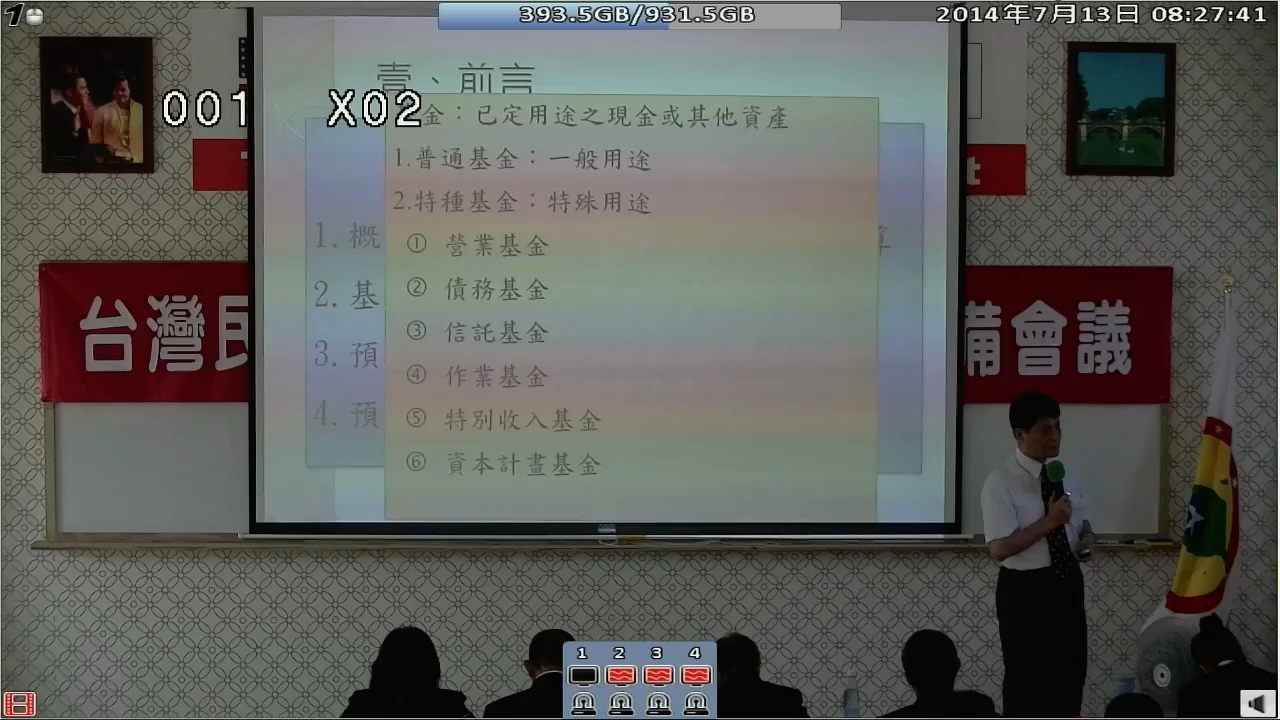 1
393.5GB/931.5GB
2014年7月13日 08:27:41
001 X02
壹、前言
金：已定用途之現金或其他資產
1.普通基金：一般用途
2.特種基金：特殊用途
① 營業基金
② 債務基金
③ 信託基金
④ 作業基金
⑤ 特別收入基金
⑥ 資本計畫基金
1. 概
2. 基
3. 預
4. 預
算
台灣民
備會議
1 2 3 4